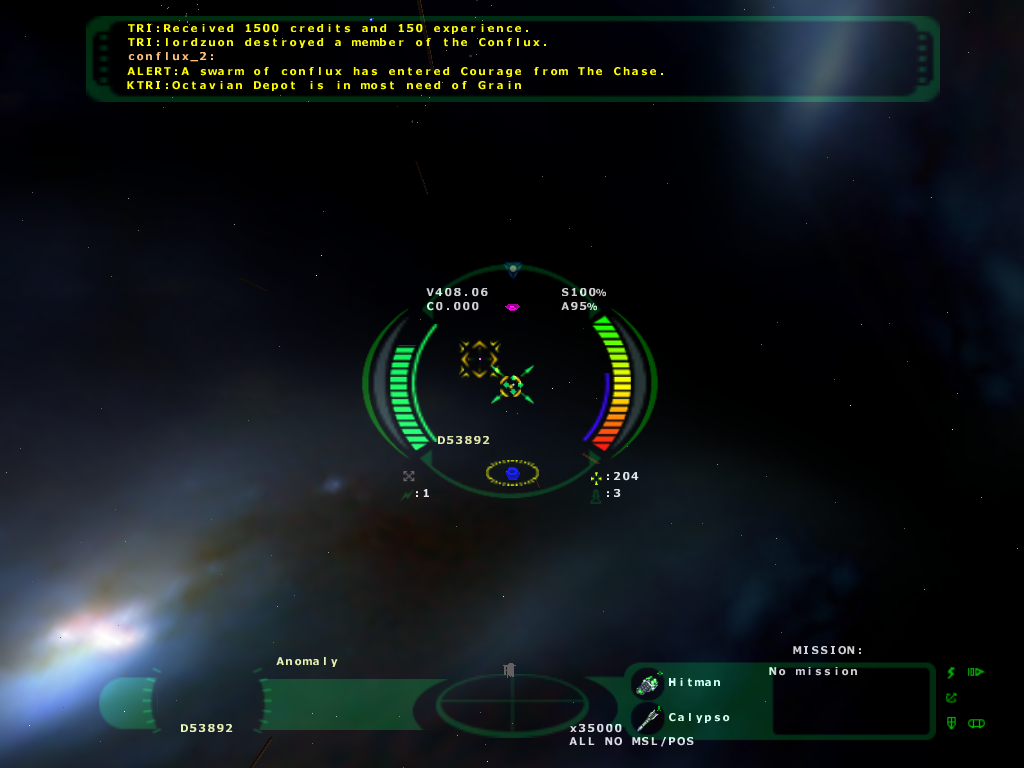 TRI:Received 1500 credits and 150 experience.
TRI:lordzuon destroyed a member of the Conflux.
conflux_2:
ALERT:A swarm of conflux has entered Courage from The Chase.
KTRI:Octavian Depot is in most need of Grain
V408.06 S100%
C0.000 A95%
D53892
:204
:1 :3
MISSION:
Anomaly
No mission
Hitman
Calypso
D53892
x35000
ALL NO MSL/POS